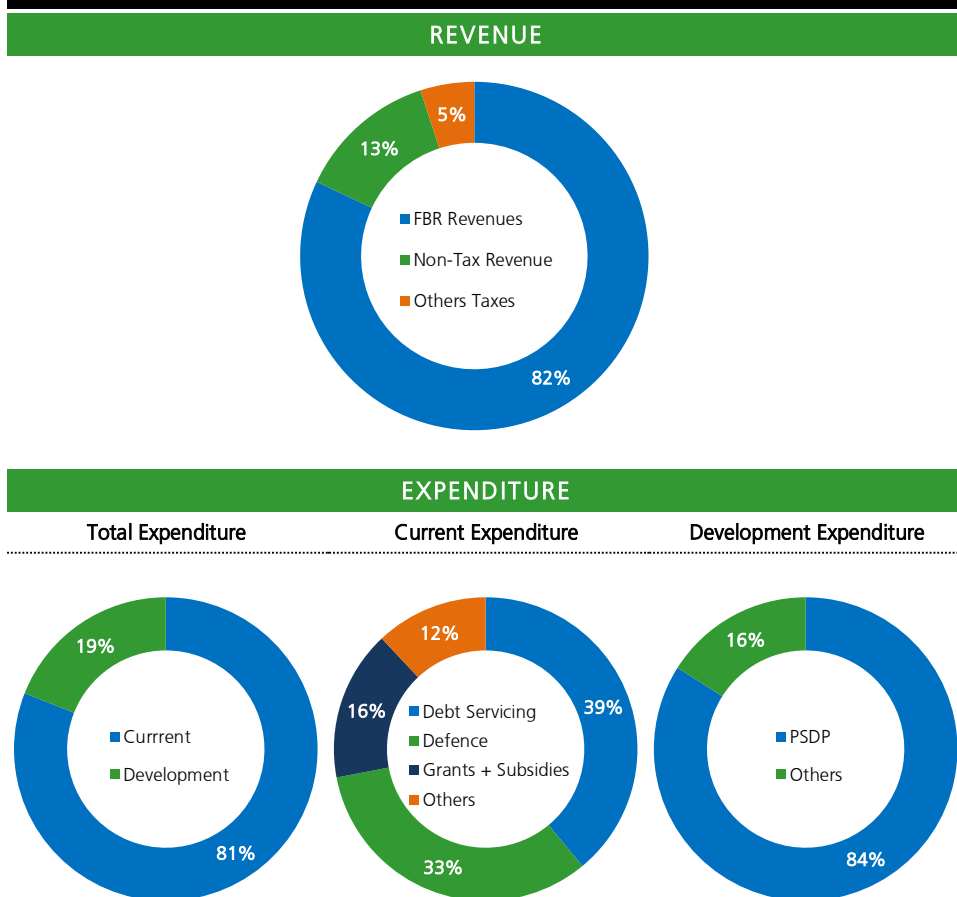 REVENUE
5%
13%
FBR Revenues
Non-Tax Revenue
Others Taxes
82%
EXPENDITURE
Total Expenditure
Current Expenditure
Development Expenditure
19%
Currrent
Development
81%
12%
39%
16%
Debt Servicing
Defence
Grants + Subsidies
Others
33%
16%
PSDP
Others
84%